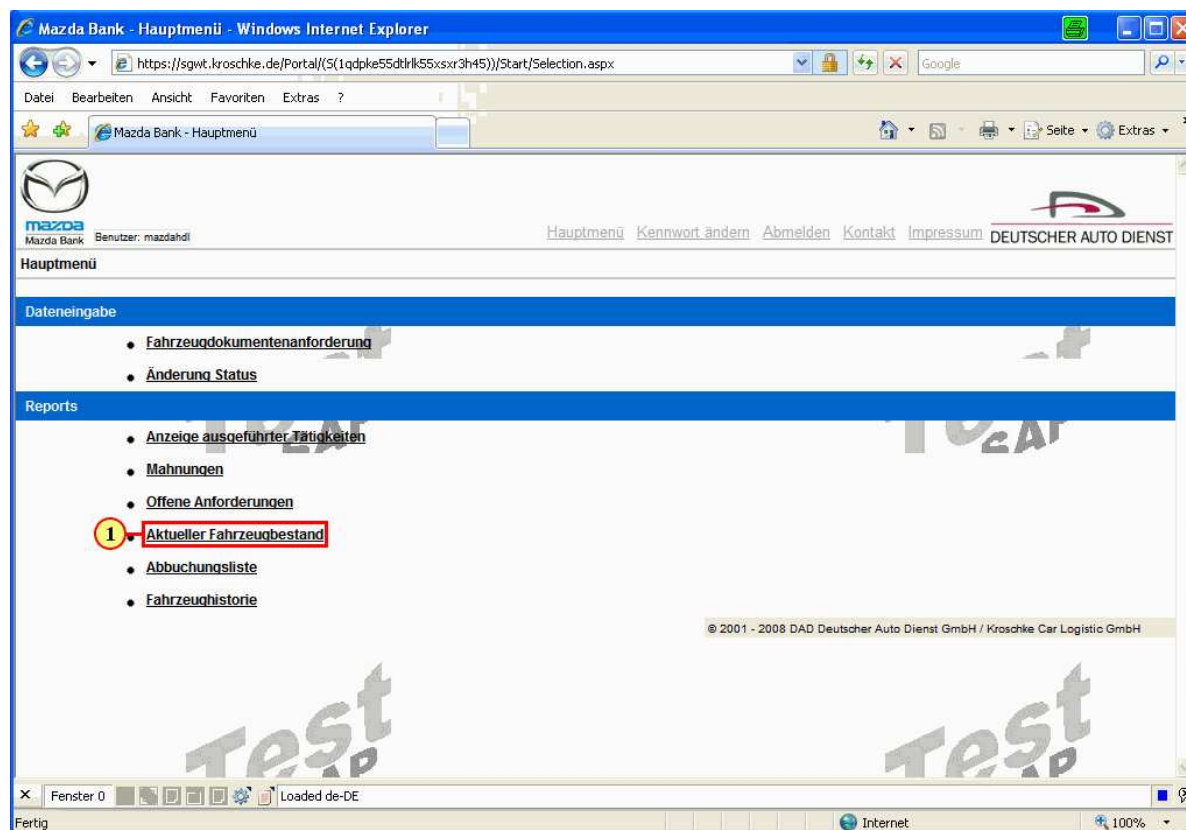 Mazda Bank - Hauptmenü - Windows Internet Explorer
https://sgwt.kroschke.de/Portal/(S(1qdpke55dtlrlk55xsxr3h45))/Start/Selection.aspx
Google
Datei Bearbeiten Ansicht Favoriten Extras ?
Mazda Bank - Hauptmenü
Seite Extras
mazda
Mazda Bank Benutzer: mazdahdl
Hauptmenü Kennwort ändern Abmelden Kontakt Impressum DEUTSCHER AUTO DIENST
Hauptmenü
Dateneingabe
Fahrzeugdokumentenanforderung
Änderung Status
Reports
Anzeige ausgeführter Tätigkeiten
Mahnungen
Offene Anforderungen
1 Aktueller Fahrzeugbestand
Abbuchungsliste
Fahrzeughistorie
© 2001 - 2008 DAD Deutscher Auto Dienst GmbH / Kroschke Car Logistic GmbH
Test Test
Fenster 0 Loaded de-DE
Fertig Internet 100%